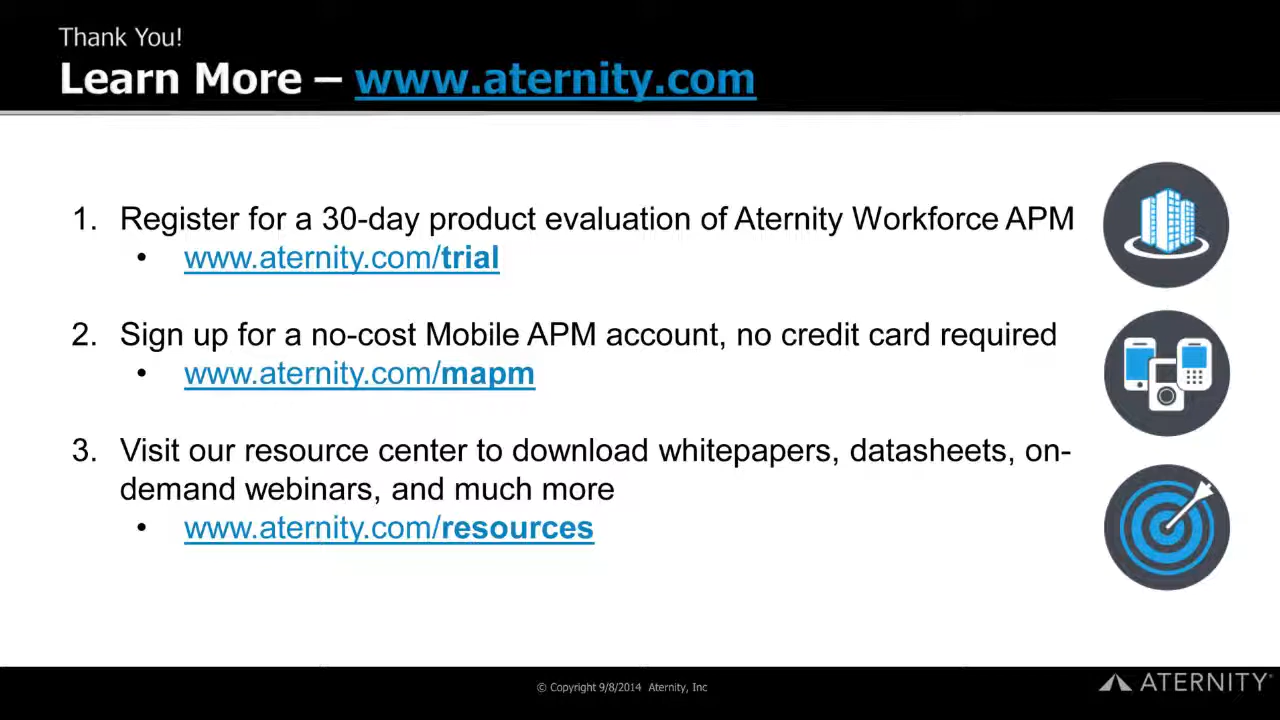 Thank You!
Learn More – www.aternity.com
1. Register for a 30-day product evaluation of Aternity Workforce APM
• www.aternity.com/trial
2. Sign up for a no-cost Mobile APM account, no credit card required
• www.aternity.com/mapm
3. Visit our resource center to download whitepapers, datasheets, on-
demand webinars, and much more
• www.aternity.com/resources
© Copyright 9/8/2014 Aternity, Inc
ATERNITY